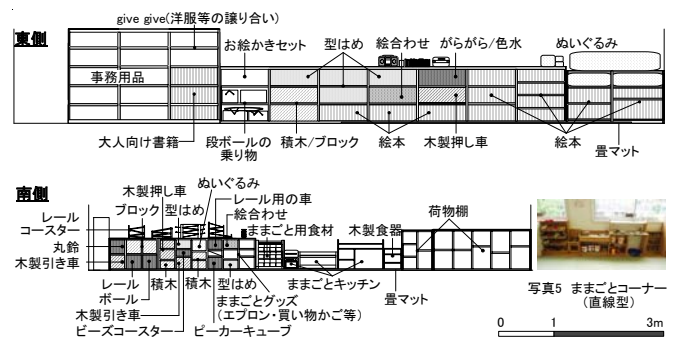 give give(洋服等の譲り合い)
東側
お絵かきセット
型はめ
絵合わせ
がらがら/色水
ぬいぐるみ
事務用品
大人向け書籍
段ボールの
乗り物
積木/ブロック
絵本
木製押し車
絵本
畳マット
南側
木製押し車
ぬいぐるみ
レール用の車
ブロック
型はめ
絵合わせ
レール
コースター
ままごと用食材
木製食器
荷物棚
丸鈴
木製引き車
レール
積木
積木
型はめ
ままごとキッチン
ボール
ままごとグッズ
(エプロン・買い物かご等)
畳マット
木製引き車
ビーズコースター
ビーカーキューブ
写真5 ままごとコーナー
(直線型)
0 1 3m